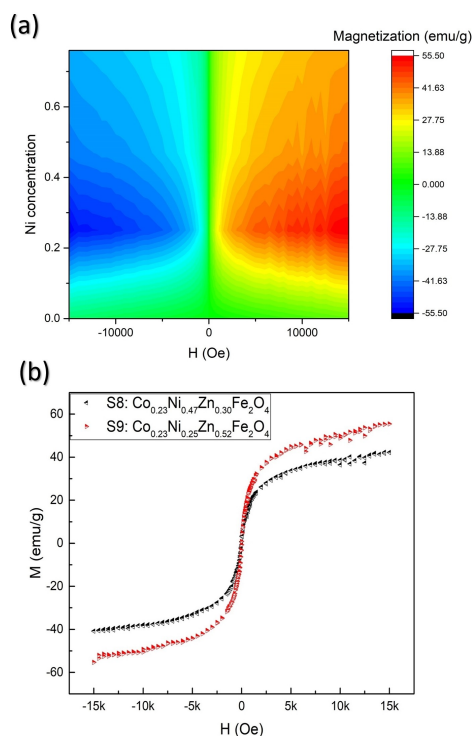 (a)
Magnetization (emu/g)
55.50
41.63
27.75
13.88
0.000
-13.88
-27.75
-41.63
-55.50
Ni concentration
0.6
0.4
0.2
0.0
-10000 0 10000
H (Oe)
(b)
S8: Co0.23Ni0.47Zn0.30Fe2O4
S9: Co0.23Ni0.25Zn0.52Fe2O4
M (emu/g)
60
40
20
0
-20
-40
-60
-15k -10k -5k 0 5k 10k 15k
H (Oe)